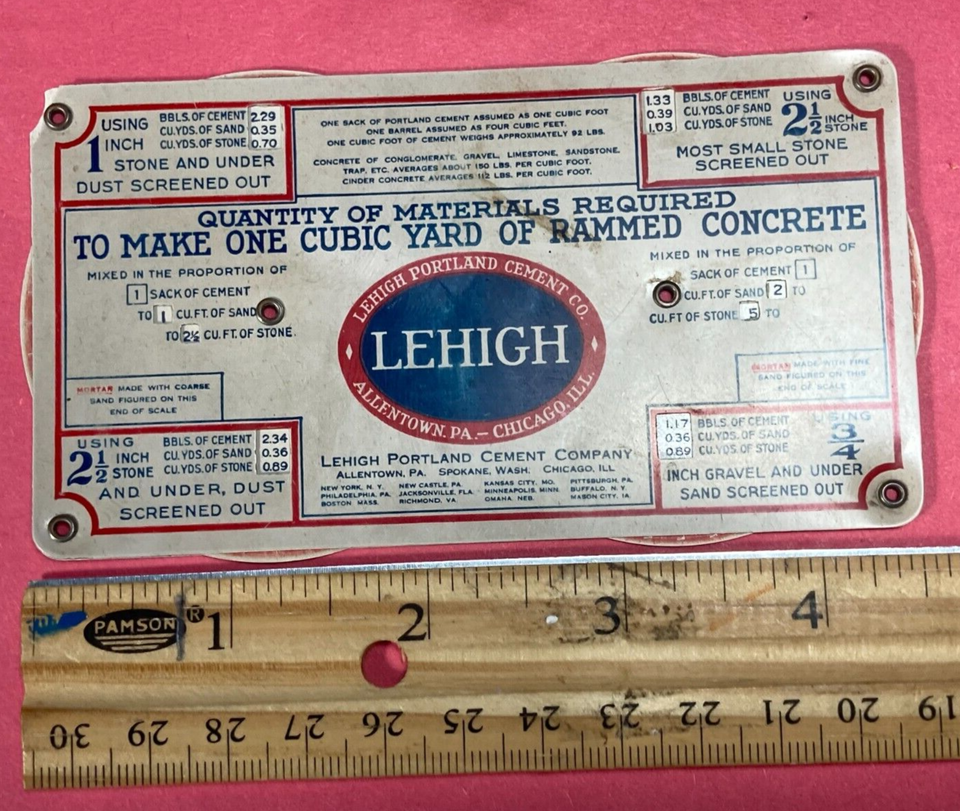 USING
1 INCH
STONE AND UNDER
DUST SCREENED OUT
BBLS. OF CEMENT 2.29
CU.YDS. OF SAND 0.35
CU.YDS. OF STONE 0.70
ONE SACK OF PORTLAND CEMENT ASSUMED AS ONE CUBIC FOOT
ONE BARREL ASSUMED AS FOUR CUBIC FEET.
ONE CUBIC FOOT OF CEMENT WEIGHS APPROXIMATELY 92 LBS.
CONCRETE OF CONGLOMERATE, GRAVEL, LIMESTONE, SANDSTONE,
TRAP, ETC. AVERAGES ABOUT 150 LBS. PER CUBIC FOOT.
CINDER CONCRETE AVERAGES 112 LBS. PER CUBIC FOOT.
1.33 BBLS. OF CEMENT
0.39 CU.YDS. OF SAND
1.03 CU.YDS. OF STONE
USING
2 1/2 INCH STONE
MOST SMALL STONE
SCREENED OUT
QUANTITY OF MATERIALS REQUIRED
TO MAKE ONE CUBIC YARD OF RAMMED CONCRETE
MIXED IN THE PROPORTION OF
1 SACK OF CEMENT
TO 1 CU.FT. OF SAND
TO 2½ CU.FT. OF STONE.
MORTAR MADE WITH COARSE
SAND FIGURED ON THIS
END OF SCALE
LEHIGH PORTLAND CEMENT CO.
LEHIGH
ALLENTOWN. PA.— CHICAGO. ILL.
MIXED IN THE PROPORTION OF
SACK OF CEMENT 1
CU.FT. OF SAND 2 TO
CU.FT OF STONE 5 TO
MORTAR MADE WITH FINE
SAND FIGURED ON THIS
END OF SCALE
USING
2 1/2 INCH STONE
AND UNDER, DUST
SCREENED OUT
BBLS. OF CEMENT 2.34
CU.YDS. OF SAND 0.36
CU.YDS. OF STONE 0.89
LEHIGH PORTLAND CEMENT COMPANY
ALLENTOWN, PA. SPOKANE, WASH. CHICAGO, ILL
NEW YORK, N. Y. NEW CASTLE, PA. KANSAS CITY, MO. PITTSBURGH, PA.
PHILADELPHIA, PA. JACKSONVILLE, FLA. MINNEAPOLIS, MINN. BUFFALO, N. Y.
BOSTON MASS. RICHMOND, VA. OMAHA, NEB. MASON CITY, IA.
1.17 BBLS. OF CEMENT
0.36 CU.YDS. OF SAND
0.89 CU.YDS. OF STONE
USING
3/4
INCH GRAVEL AND UNDER
SAND SCREENED OUT
PAMSON ® 1 2 3 4
30 29 28 27 26 25 24 23 22 21 20 19